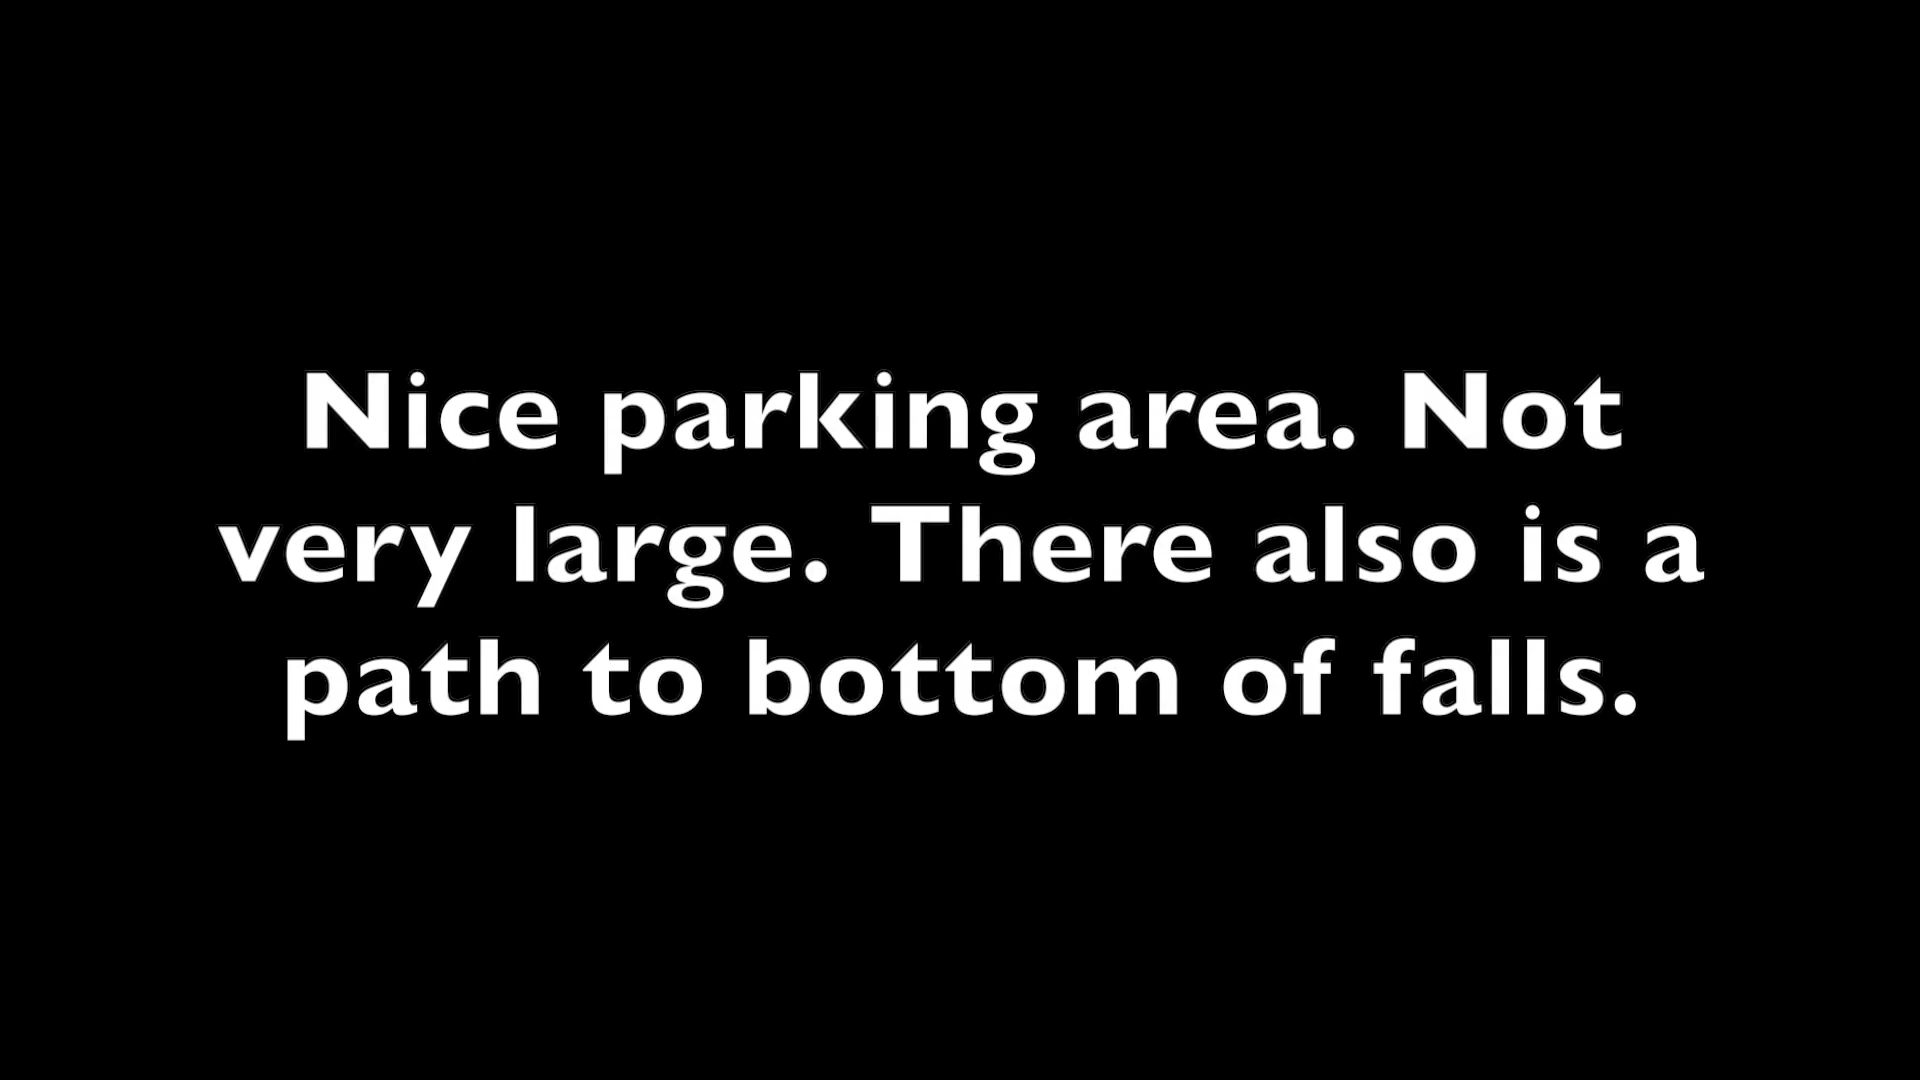 Nice parking area. Not
very large. There also is a
path to bottom of falls.